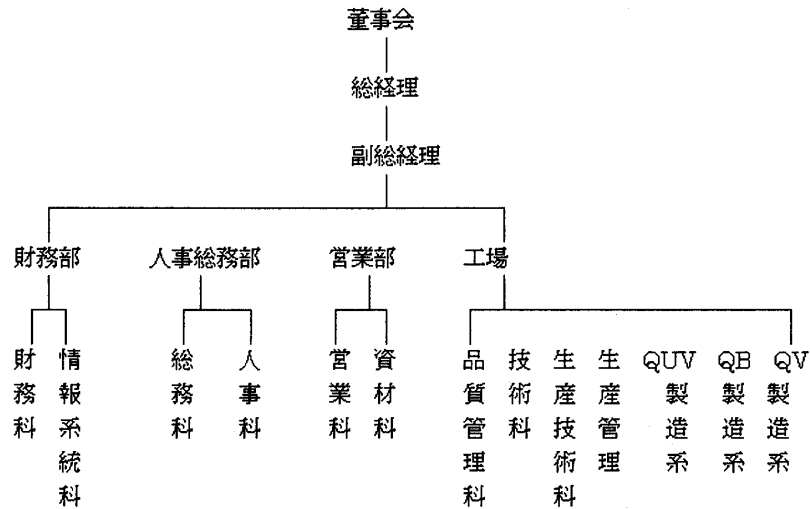 董事会
総経理
副総経理
財務部
人事総務部
営業部
工場
財務科
情報系統科
総務科
人事科
営業科
資材科
品質管理科
技術科
生産技術科
生産管理
QUV製造系
QB製造系
QV製造系